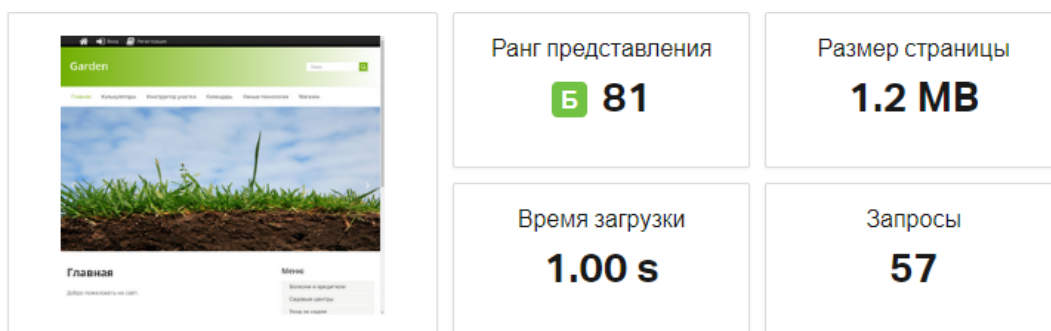 Вход Регистрация
Garden
Поиск
Главная Калькуляторы Конструктор участка Календарь Умные технологии Магазин
Главная
Добро пожаловать на сайт.
Меню
Болезни и вредители
Садовые центры
Уход за садом
Ранг представления
Б 81
Размер страницы
1.2 MB
Время загрузки
1.00 s
Запросы
57